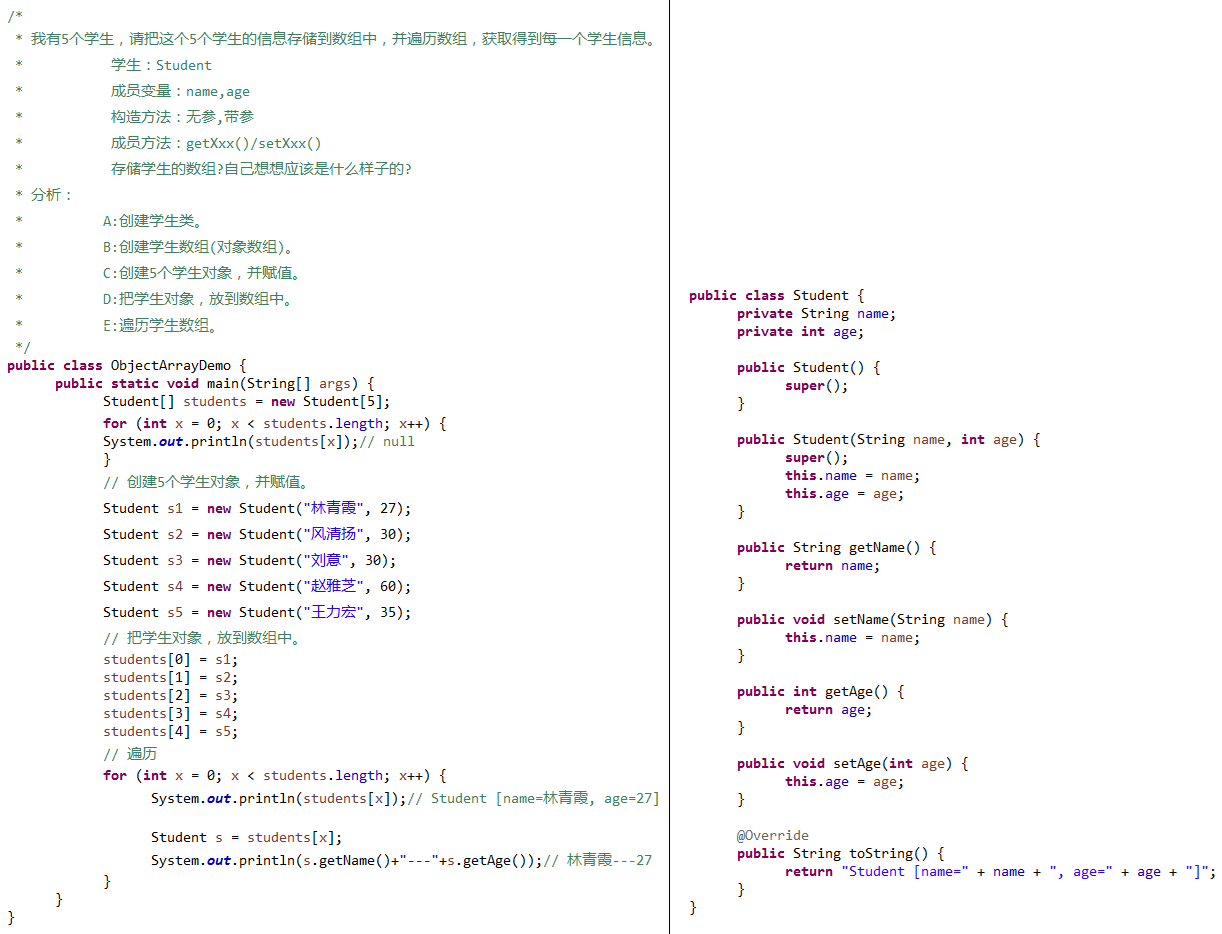 /*
 * 我有5个学生，请把这个5个学生的信息存储到数组中，并遍历数组，获取得到每一个学生信息。
 *           学生：Student
 *           成员变量：name,age
 *           构造方法：无参,带参
 *           成员方法：getXxx()/setXxx()
 *           存储学生的数组?自己想想应该是什么样子的?
 * 分析：
 *          A:创建学生类。
 *          B:创建学生数组(对象数组)。
 *          C:创建5个学生对象，并赋值。
 *          D:把学生对象，放到数组中。
 *          E:遍历学生数组。
 */
public class ObjectArrayDemo {
      public static void main(String[] args) {
            Student[] students = new Student[5];
            for (int x = 0; x < students.length; x++) {
            System.out.println(students[x]);// null
            }
            // 创建5个学生对象，并赋值。
            Student s1 = new Student("林青霞", 27);
            Student s2 = new Student("风清扬", 30);
            Student s3 = new Student("刘意", 30);
            Student s4 = new Student("赵雅芝", 60);
            Student s5 = new Student("王力宏", 35);
            // 把学生对象，放到数组中。
            students[0] = s1;
            students[1] = s2;
            students[2] = s3;
            students[3] = s4;
            students[4] = s5;
            // 遍历
            for (int x = 0; x < students.length; x++) {
                  System.out.println(students[x]);// Student [name=林青霞, age=27]
                  Student s = students[x];
                  System.out.println(s.getName()+"---"+s.getAge());// 林青霞---27
            }
      }
}
public class Student {
      private String name;
      private int age;
      public Student() {
            super();
      }
      public Student(String name, int age) {
            super();
            this.name = name;
            this.age = age;
      }
      public String getName() {
            return name;
      }
      public void setName(String name) {
            this.name = name;
      }
      public int getAge() {
            return age;
      }
      public void setAge(int age) {
            this.age = age;
      }
      @Override
      public String toString() {
            return "Student [name=" + name + ", age=" + age + "]";
      }
}